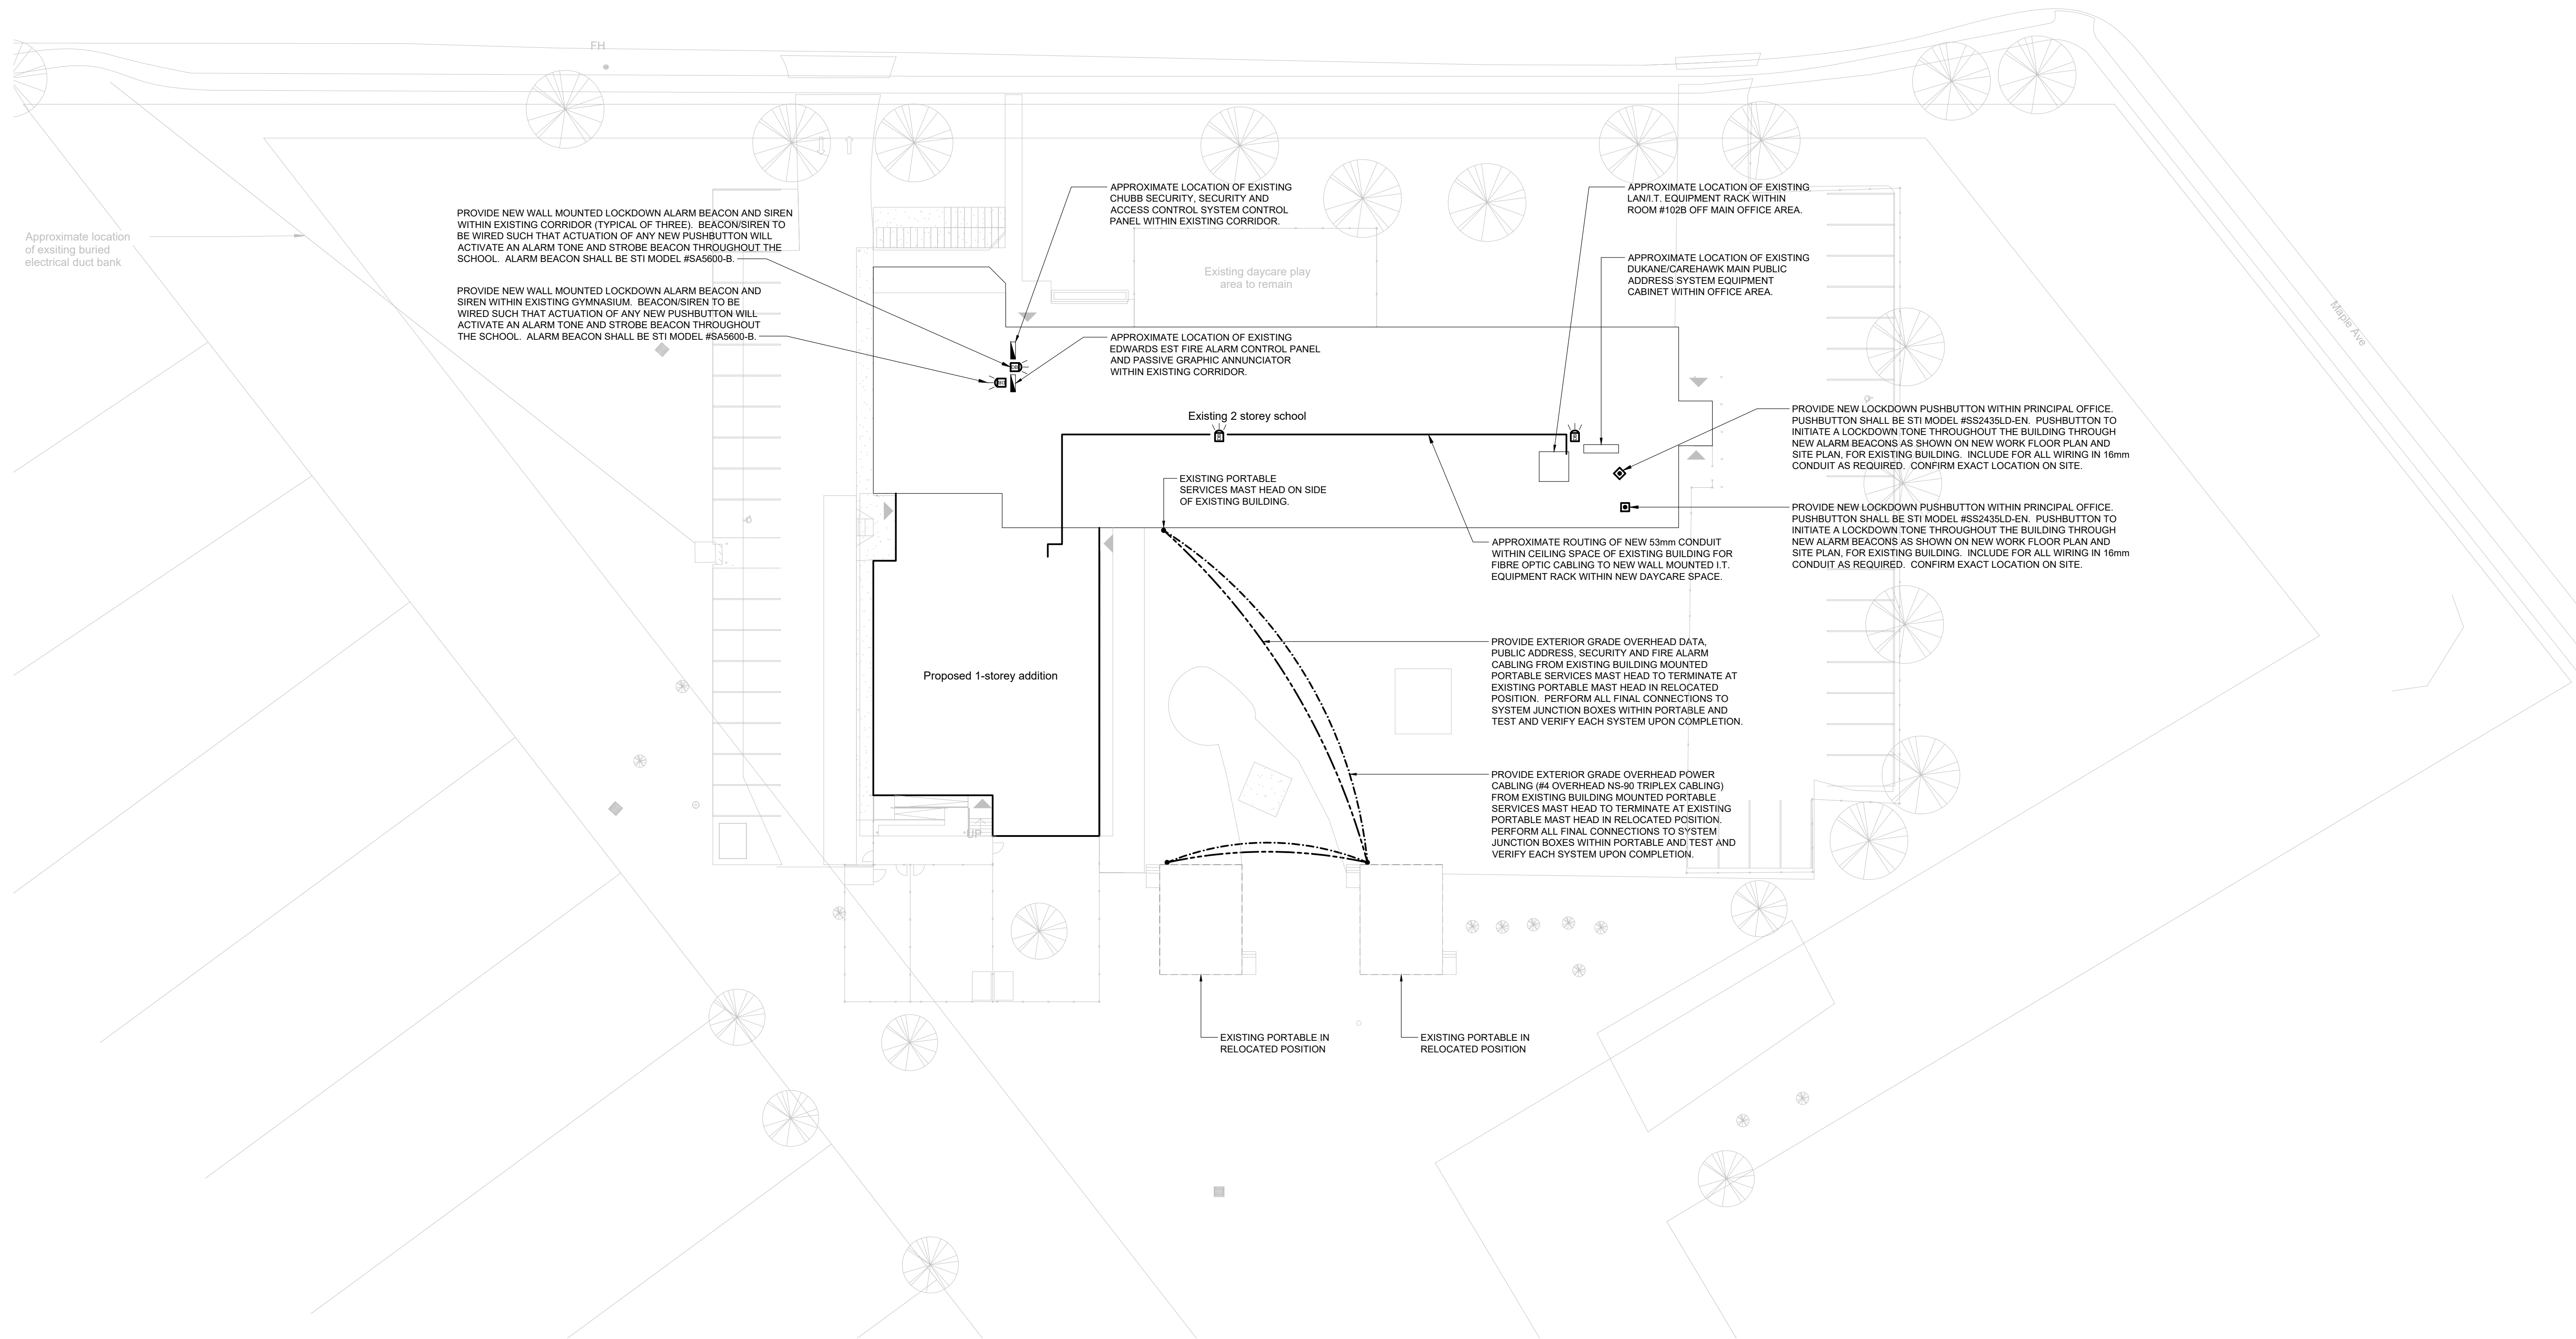 FH
APPROXIMATE LOCATION OF EXISTING
CHUBB SECURITY, SECURITY AND
ACCESS CONTROL SYSTEM CONTROL
PANEL WITHIN EXISTING CORRIDOR.
APPROXIMATE LOCATION OF EXISTING
LAN/I.T. EQUIPMENT RACK WITHIN
ROOM #102B OFF MAIN OFFICE AREA.
PROVIDE NEW WALL MOUNTED LOCKDOWN ALARM BEACON AND SIREN
WITHIN EXISTING CORRIDOR (TYPICAL OF THREE). BEACON/SIREN TO
BE WIRED SUCH THAT ACTUATION OF ANY NEW PUSHBUTTON WILL
ACTIVATE AN ALARM TONE AND STROBE BEACON THROUGHOUT THE
SCHOOL. ALARM BEACON SHALL BE STI MODEL #SA5600-B.
Approximate location
of exsiting buried
electrical duct bank
APPROXIMATE LOCATION OF EXISTING
DUKANE/CAREHAWK MAIN PUBLIC
ADDRESS SYSTEM EQUIPMENT
CABINET WITHIN OFFICE AREA.
Existing daycare play
area to remain
PROVIDE NEW WALL MOUNTED LOCKDOWN ALARM BEACON AND
SIREN WITHIN EXISTING GYMNASIUM. BEACON/SIREN TO BE
WIRED SUCH THAT ACTUATION OF ANY NEW PUSHBUTTON WILL
ACTIVATE AN ALARM TONE AND STROBE BEACON THROUGHOUT
THE SCHOOL. ALARM BEACON SHALL BE STI MODEL #SA5600-B.
Maple Ave
APPROXIMATE LOCATION OF EXISTING
EDWARDS EST FIRE ALARM CONTROL PANEL
AND PASSIVE GRAPHIC ANNUNCIATOR
WITHIN EXISTING CORRIDOR.
Existing 2 storey school
PROVIDE NEW LOCKDOWN PUSHBUTTON WITHIN PRINCIPAL OFFICE.
PUSHBUTTON SHALL BE STI MODEL #SS2435LD-EN. PUSHBUTTON TO
INITIATE A LOCKDOWN TONE THROUGHOUT THE BUILDING THROUGH
NEW ALARM BEACONS AS SHOWN ON NEW WORK FLOOR PLAN AND
SITE PLAN, FOR EXISTING BUILDING. INCLUDE FOR ALL WIRING IN 16mm
CONDUIT AS REQUIRED. CONFIRM EXACT LOCATION ON SITE.
EXISTING PORTABLE
SERVICES MAST HEAD ON SIDE
OF EXISTING BUILDING.
PROVIDE NEW LOCKDOWN PUSHBUTTON WITHIN PRINCIPAL OFFICE.
PUSHBUTTON SHALL BE STI MODEL #SS2435LD-EN. PUSHBUTTON TO
INITIATE A LOCKDOWN TONE THROUGHOUT THE BUILDING THROUGH
NEW ALARM BEACONS AS SHOWN ON NEW WORK FLOOR PLAN AND
SITE PLAN, FOR EXISTING BUILDING. INCLUDE FOR ALL WIRING IN 16mm
CONDUIT AS REQUIRED. CONFIRM EXACT LOCATION ON SITE.
APPROXIMATE ROUTING OF NEW 53mm CONDUIT
WITHIN CEILING SPACE OF EXISTING BUILDING FOR
FIBRE OPTIC CABLING TO NEW WALL MOUNTED I.T.
EQUIPMENT RACK WITHIN NEW DAYCARE SPACE.
PROVIDE EXTERIOR GRADE OVERHEAD DATA,
PUBLIC ADDRESS, SECURITY AND FIRE ALARM
CABLING FROM EXISTING BUILDING MOUNTED
PORTABLE SERVICES MAST HEAD TO TERMINATE AT
EXISTING PORTABLE MAST HEAD IN RELOCATED
POSITION. PERFORM ALL FINAL CONNECTIONS TO
SYSTEM JUNCTION BOXES WITHIN PORTABLE AND
TEST AND VERIFY EACH SYSTEM UPON COMPLETION.
Proposed 1-storey addition
PROVIDE EXTERIOR GRADE OVERHEAD POWER
CABLING (#4 OVERHEAD NS-90 TRIPLEX CABLING)
FROM EXISTING BUILDING MOUNTED PORTABLE
SERVICES MAST HEAD TO TERMINATE AT EXISTING
PORTABLE MAST HEAD IN RELOCATED POSITION.
PERFORM ALL FINAL CONNECTIONS TO SYSTEM
JUNCTION BOXES WITHIN PORTABLE AND TEST AND
VERIFY EACH SYSTEM UPON COMPLETION.
UP
EXISTING PORTABLE IN
RELOCATED POSITION
EXISTING PORTABLE IN
RELOCATED POSITION